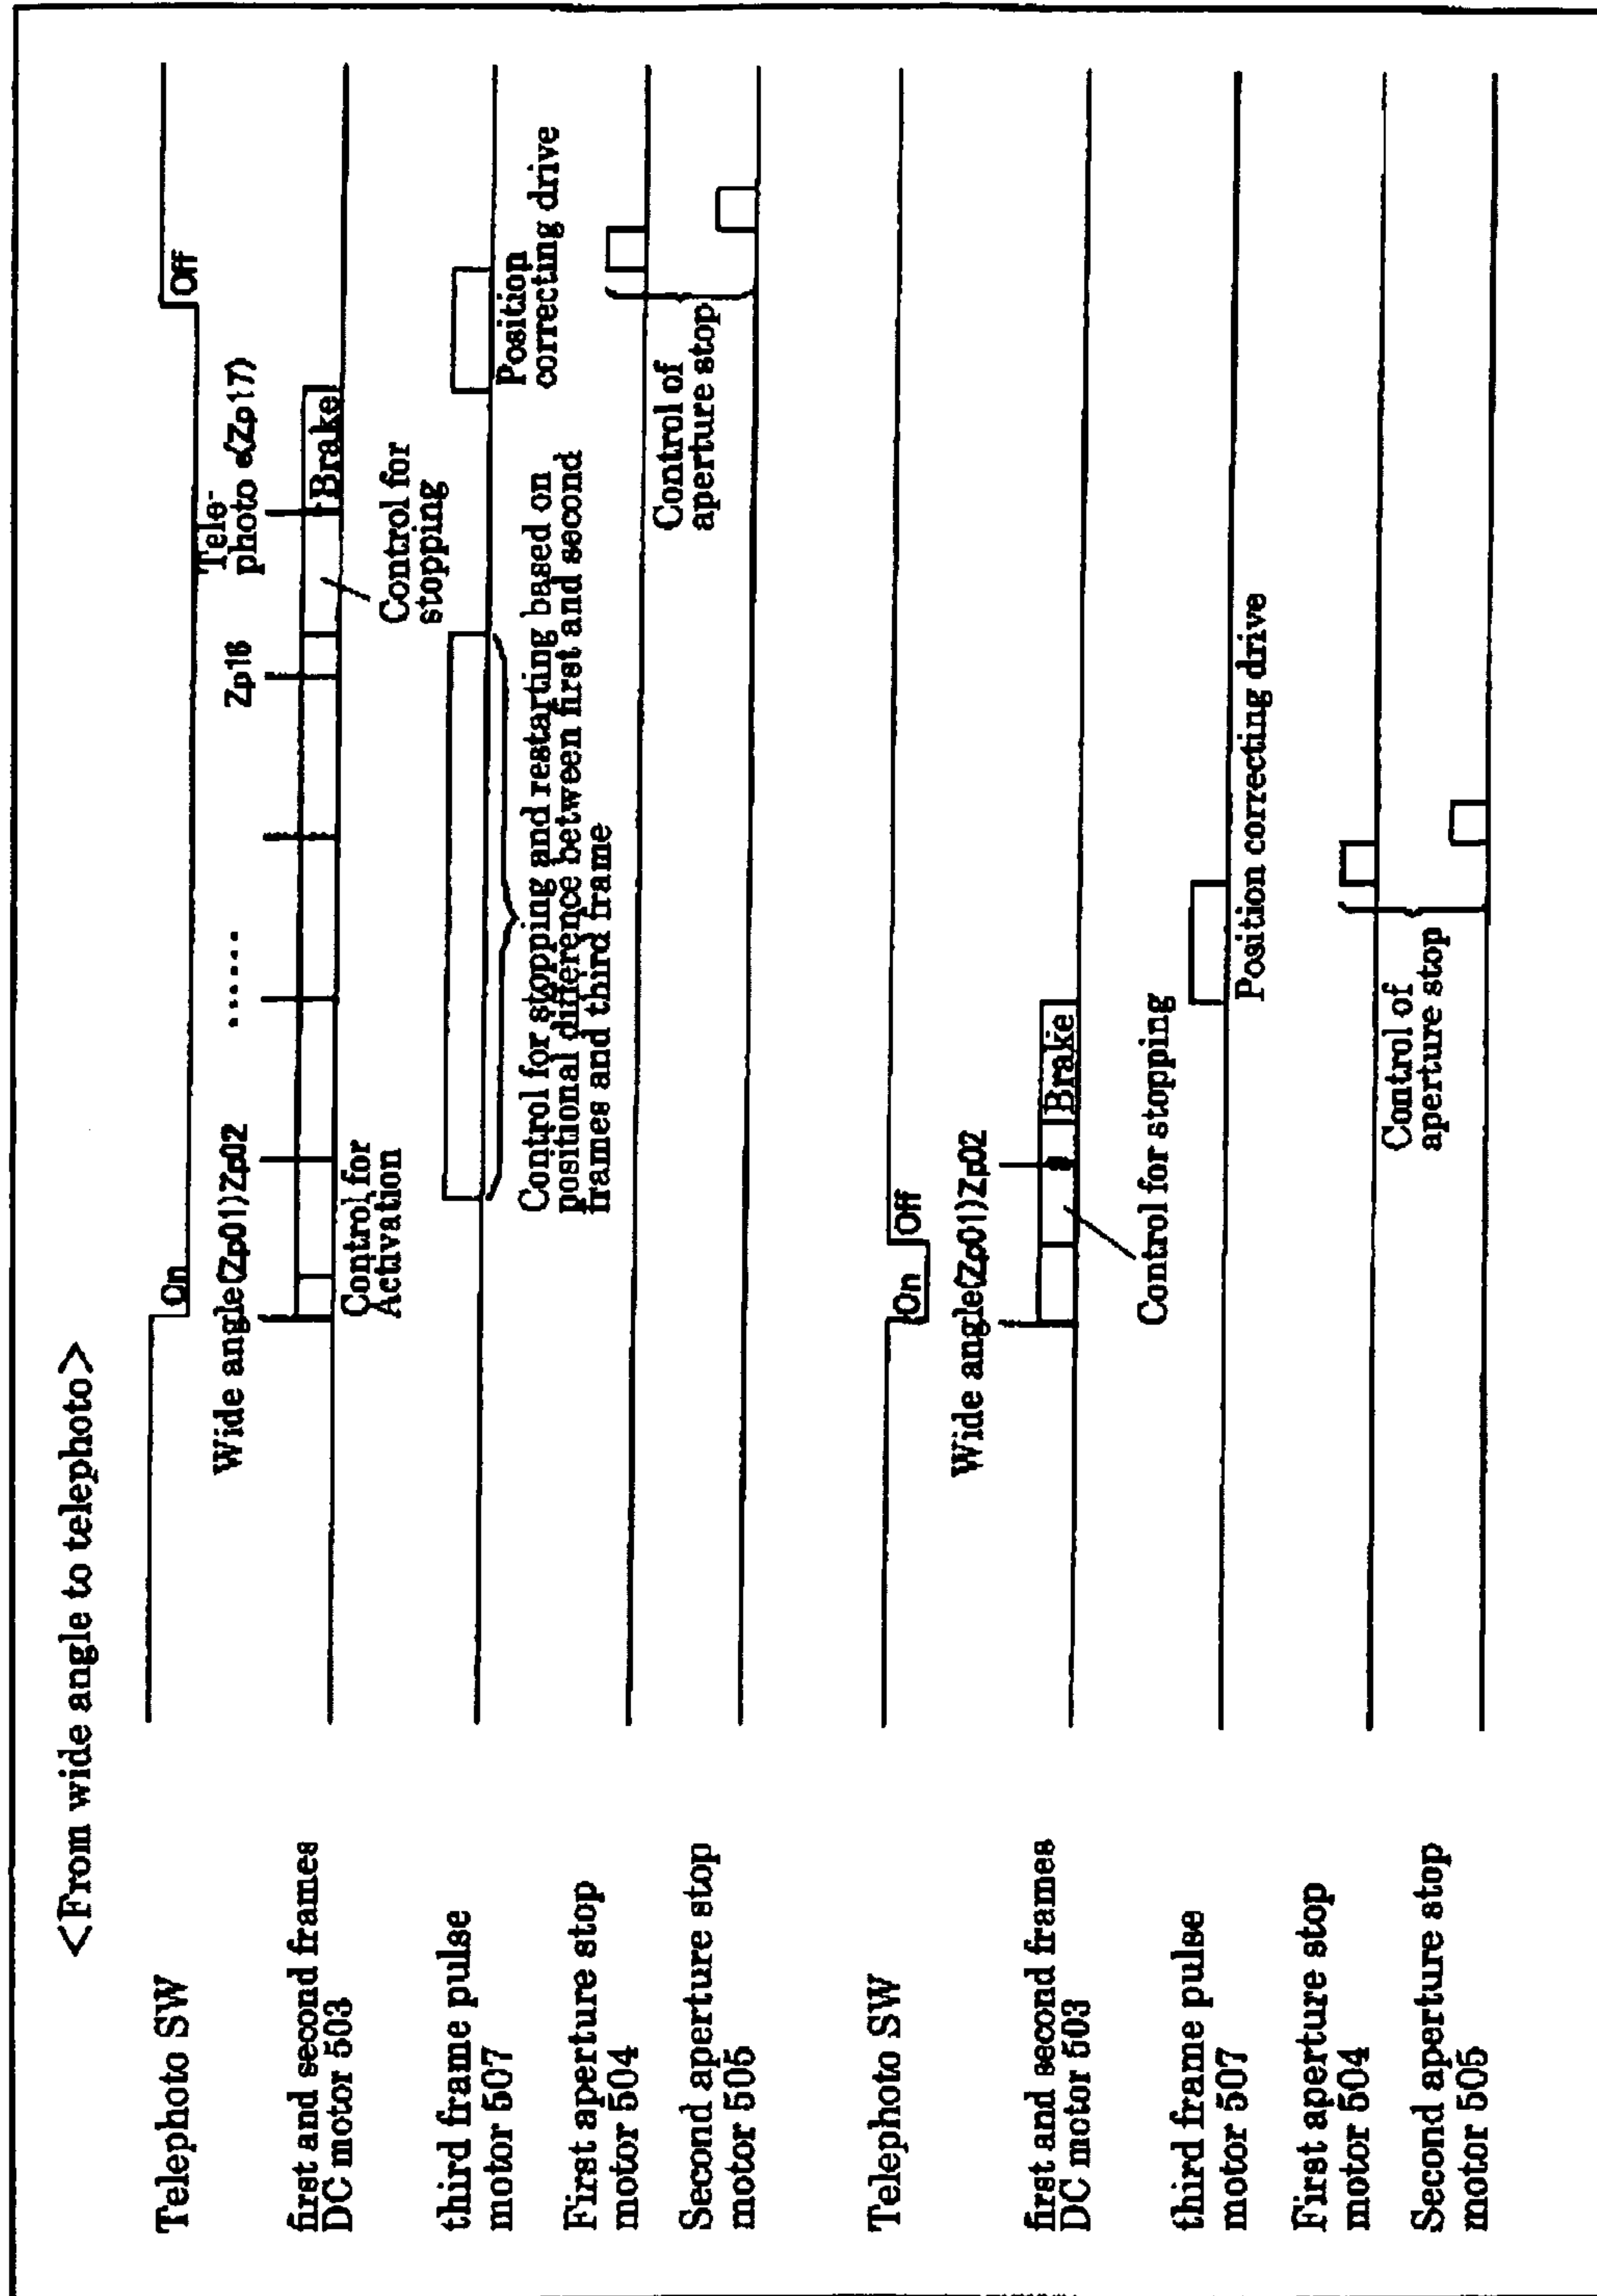 <From wide angle to telephoto>
Telephoto SW
On
Off
Wide angle(Zp01)Zp02
......
Zp16
Tele-
photo e(Zp17)
first and second frames
DC motor 503
Control for
Activation
Brake
Control for
stopping
third frame pulse
motor 507
Control for stopping and restarting based on
positional difference between first and second
frames and third frame
Position
correcting drive
First aperture stop
motor 504
Second aperture stop
motor 505
Control of
aperture stop
Telephoto SW
On
Off
Wide angle(Zp01)Zp02
first and second frames
DC motor 503
Brake
Control for stopping
third frame pulse
motor 507
Position correcting drive
First aperture stop
motor 504
Second aperture stop
motor 505
Control of
aperture stop